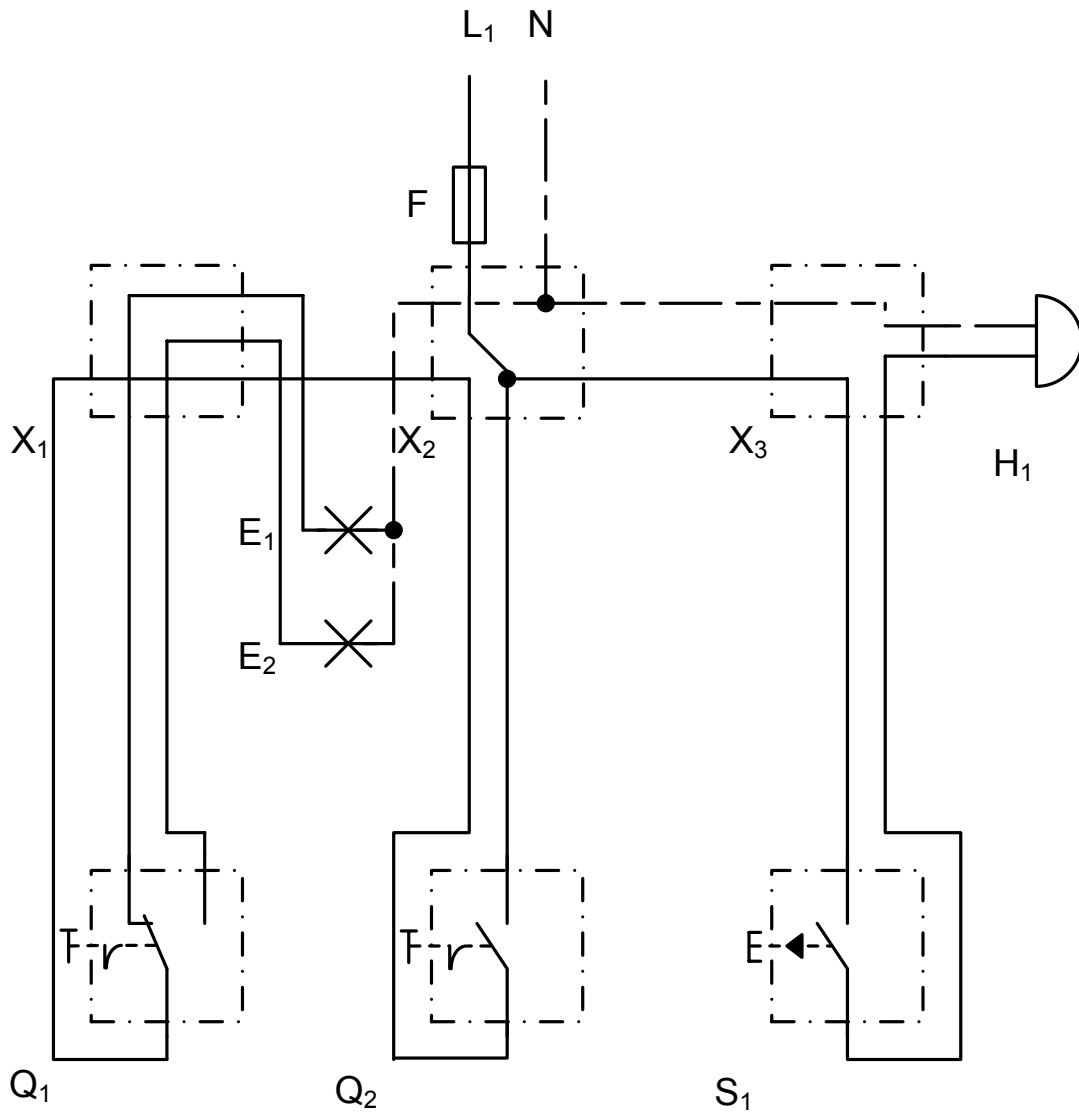 L₁ N
F
X₁ X₂ X₃
H₁
E₁
E₂
Q₁ Q₂ S₁